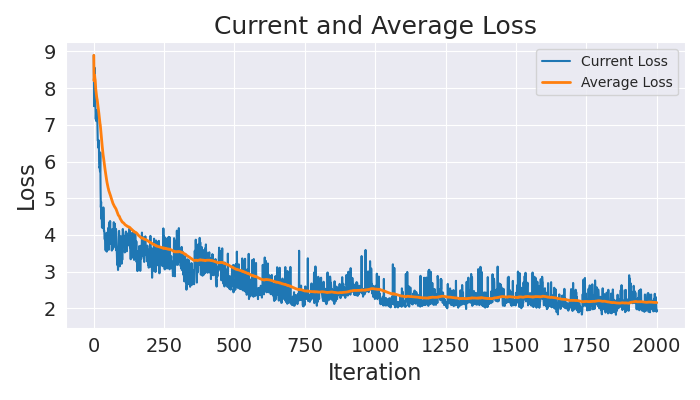 Current and Average Loss
Current Loss
Average Loss
Loss
9
8
7
6
5
4
3
2
0 250 500 750 1000 1250 1500 1750 2000
Iteration